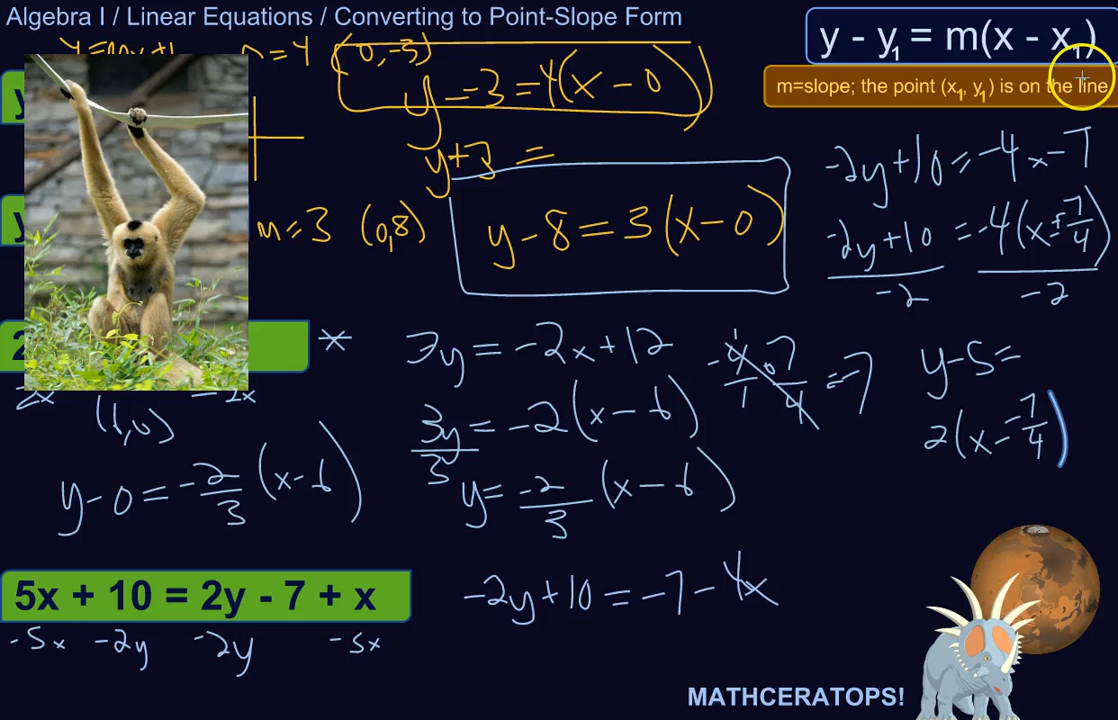 Algebra I / Linear Equations / Converting to Point-Slope Form
y - y₁ = m(x - x₁)
m=slope; the point (x₁, y₁) is on the line
(0,-3)
y--3=4(x-0)
y+3=
m=3 (0,8)
y-8=3(x-0)
-2y+10=-4x-7
-2y+10=-4(x+7/4)
-2 -2
y-5=
2(x--7/4)
2
*
-2x
3y=-2x+12
3y/3=-2(x-6)
y=-2/3(x-6)
-4/1·7/4=-7
y-0=-2/3(x-6)
5x + 10 = 2y - 7 + x
-5x -2y -2y -5x
-2y+10=-7-4x
MATHCERATOPS!